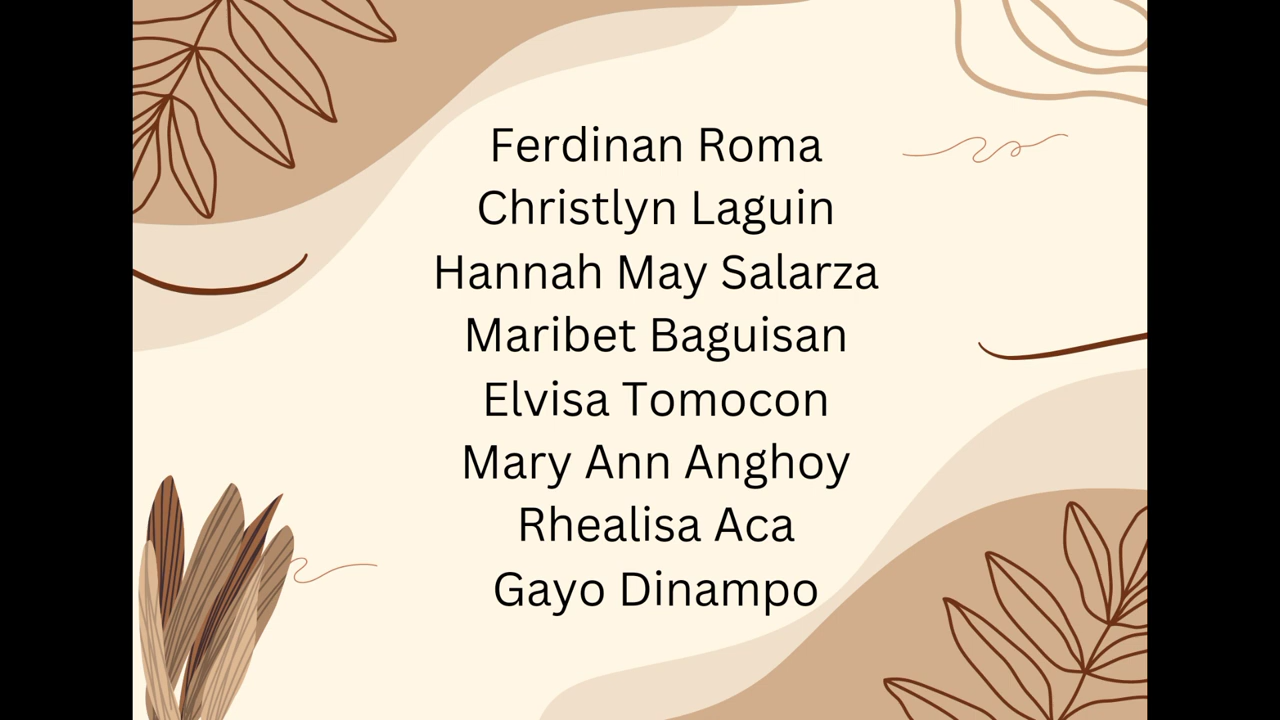 Ferdinan Roma
Christlyn Laguin
Hannah May Salarza
Maribet Baguisan
Elvisa Tomocon
Mary Ann Anghoy
Rhealisa Aca
Gayo Dinampo